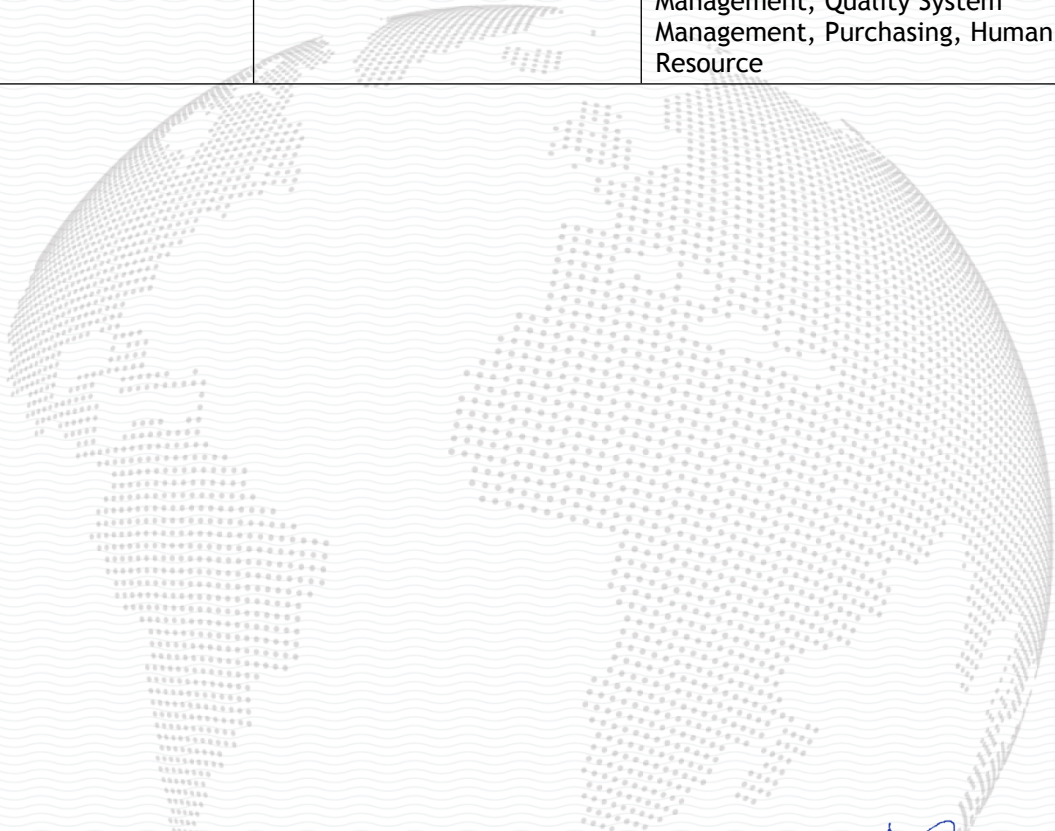 Management, Quality System
Management, Purchasing, Human
Resource